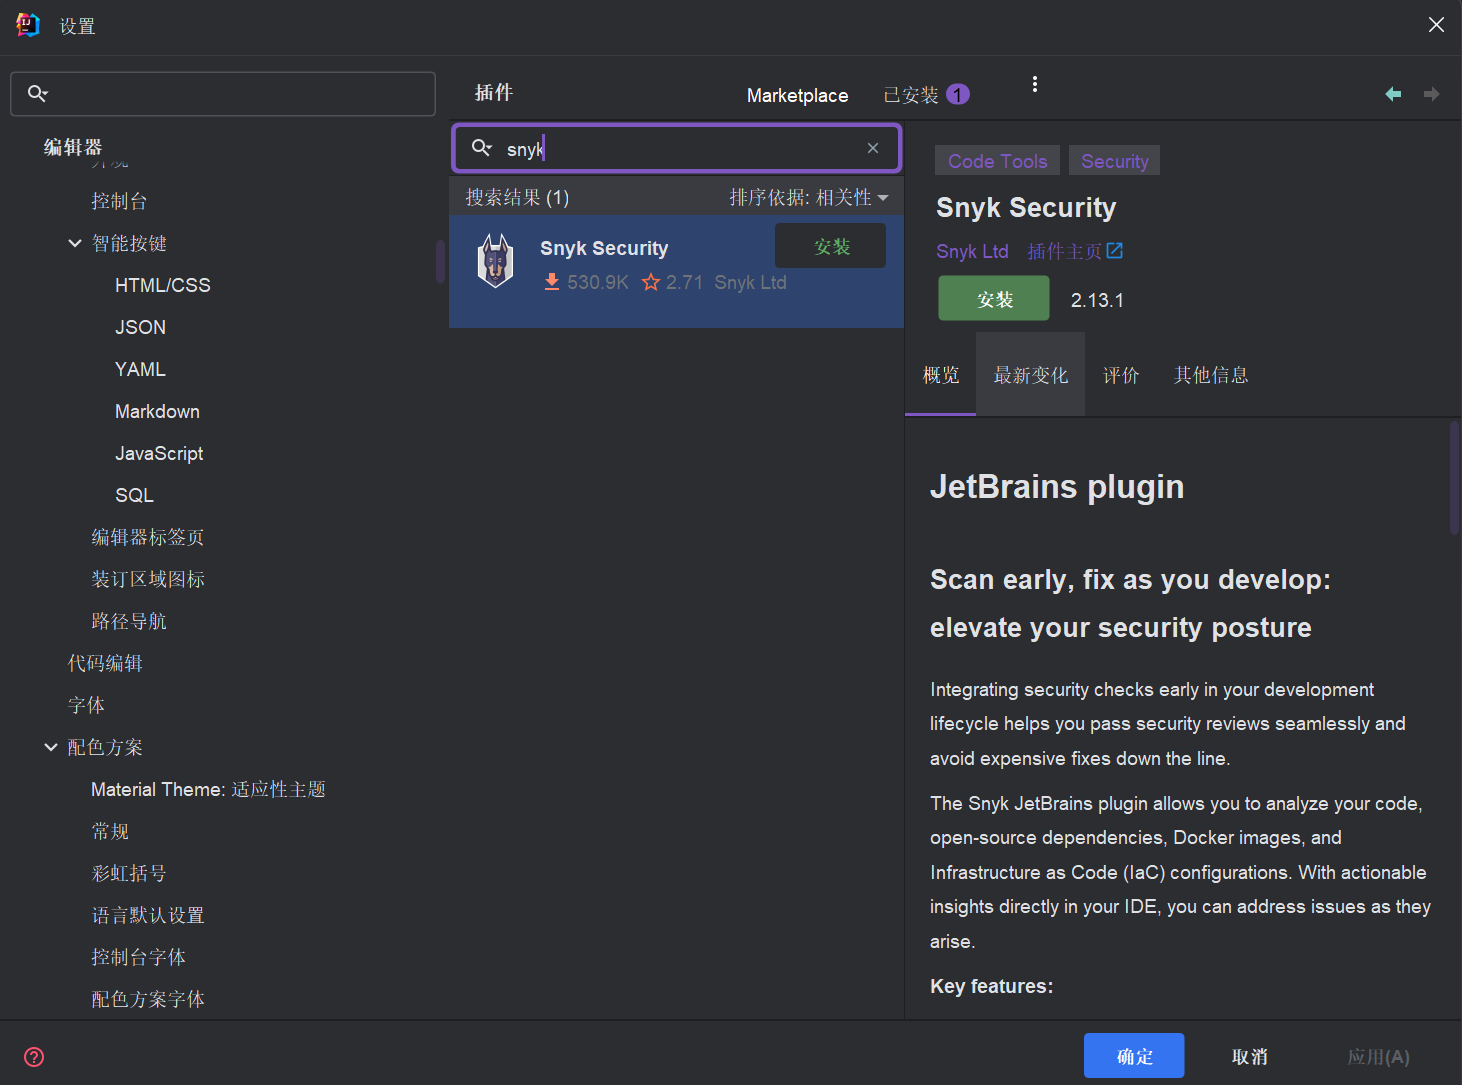 设置
插件
Marketplace
已安装 1
编辑器
外观
控制台
智能按键
HTML/CSS
JSON
YAML
Markdown
JavaScript
SQL
编辑器标签页
装订区域图标
路径导航
代码编辑
字体
配色方案
Material Theme: 适应性主题
常规
彩虹括号
语言默认设置
控制台字体
配色方案字体
snyk
搜索结果 (1)
排序依据: 相关性
Snyk Security
安装
530.9K 2.71 Snyk Ltd
Code Tools Security
Snyk Security
Snyk Ltd 插件主页
安装 2.13.1
概览 最新变化 评价 其他信息
JetBrains plugin
Scan early, fix as you develop:
elevate your security posture
Integrating security checks early in your development
lifecycle helps you pass security reviews seamlessly and
avoid expensive fixes down the line.
The Snyk JetBrains plugin allows you to analyze your code,
open-source dependencies, Docker images, and
Infrastructure as Code (IaC) configurations. With actionable
insights directly in your IDE, you can address issues as they
arise.
Key features:
确定 取消 应用(A)